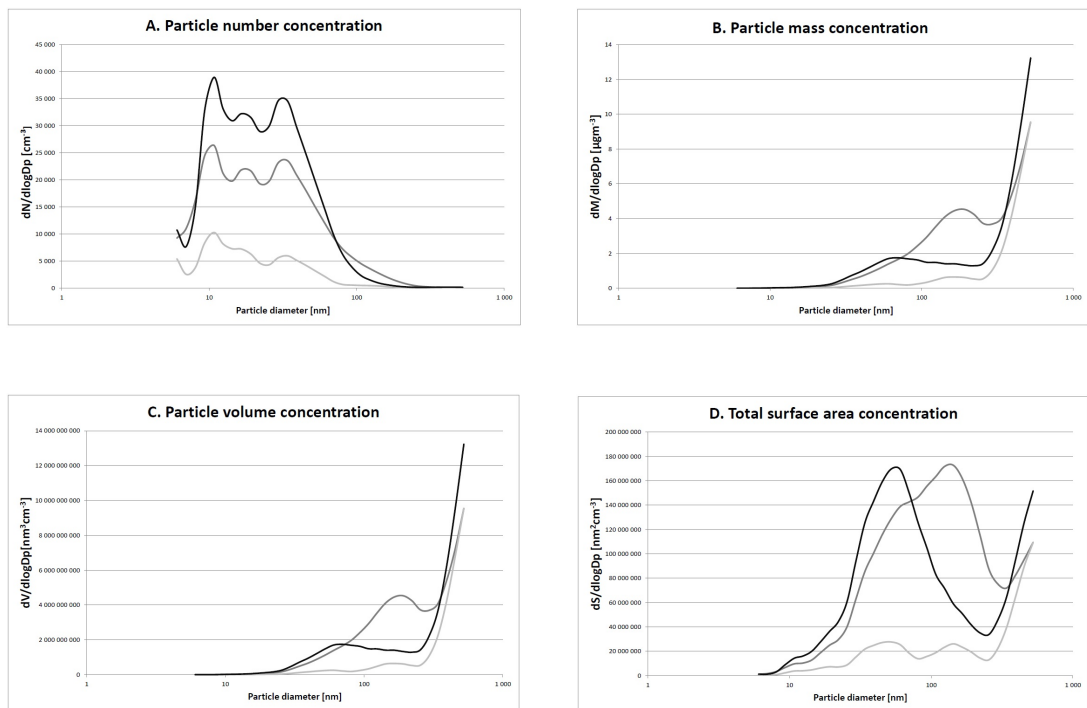 A. Particle number concentration
45 000
40 000
35 000
30 000
25 000
20 000
15 000
10 000
5 000
0
dN/dlogDp [cm⁻³]
1
10
100
1 000
Particle diameter [nm]
B. Particle mass concentration
14
12
10
8
6
4
2
0
dM/dlogDp [µgm⁻³]
1
10
100
1 000
Particle diameter [nm]
C. Particle volume concentration
14 000 000 000
12 000 000 000
10 000 000 000
8 000 000 000
6 000 000 000
4 000 000 000
2 000 000 000
0
dV/dlogDp[nm³cm⁻³]
1
10
100
1 000
Particle diameter [nm]
D. Total surface area concentration
200 000 000
180 000 000
160 000 000
140 000 000
120 000 000
100 000 000
80 000 000
60 000 000
40 000 000
20 000 000
0
dS/dlogDp [nm²cm⁻³]
1
10
100
1 000
Particle diameter [nm]